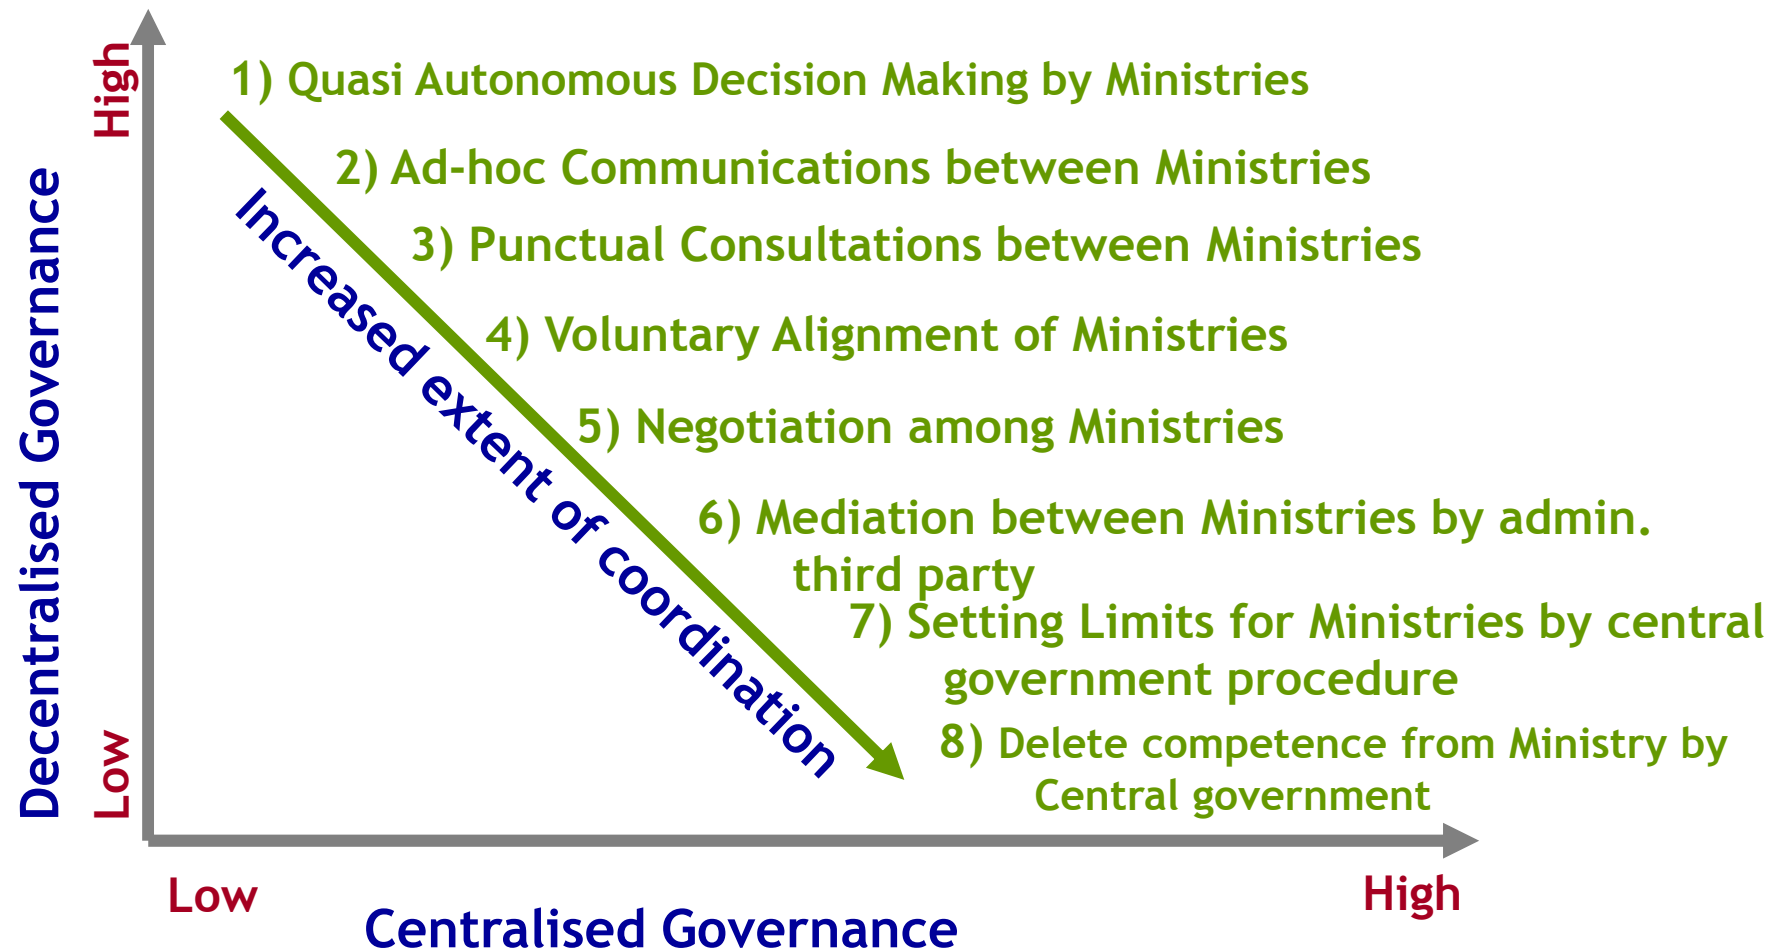 High
Decentralised Governance
Low
1) Quasi Autonomous Decision Making by Ministries
2) Ad-hoc Communications between Ministries
3) Punctual Consultations between Ministries
4) Voluntary Alignment of Ministries
5) Negotiation among Ministries
6) Mediation between Ministries by admin.
third party
7) Setting Limits for Ministries by central
government procedure
8) Delete competence from Ministry by
Central government
Increased extent of coordination
Low
High
Centralised Governance